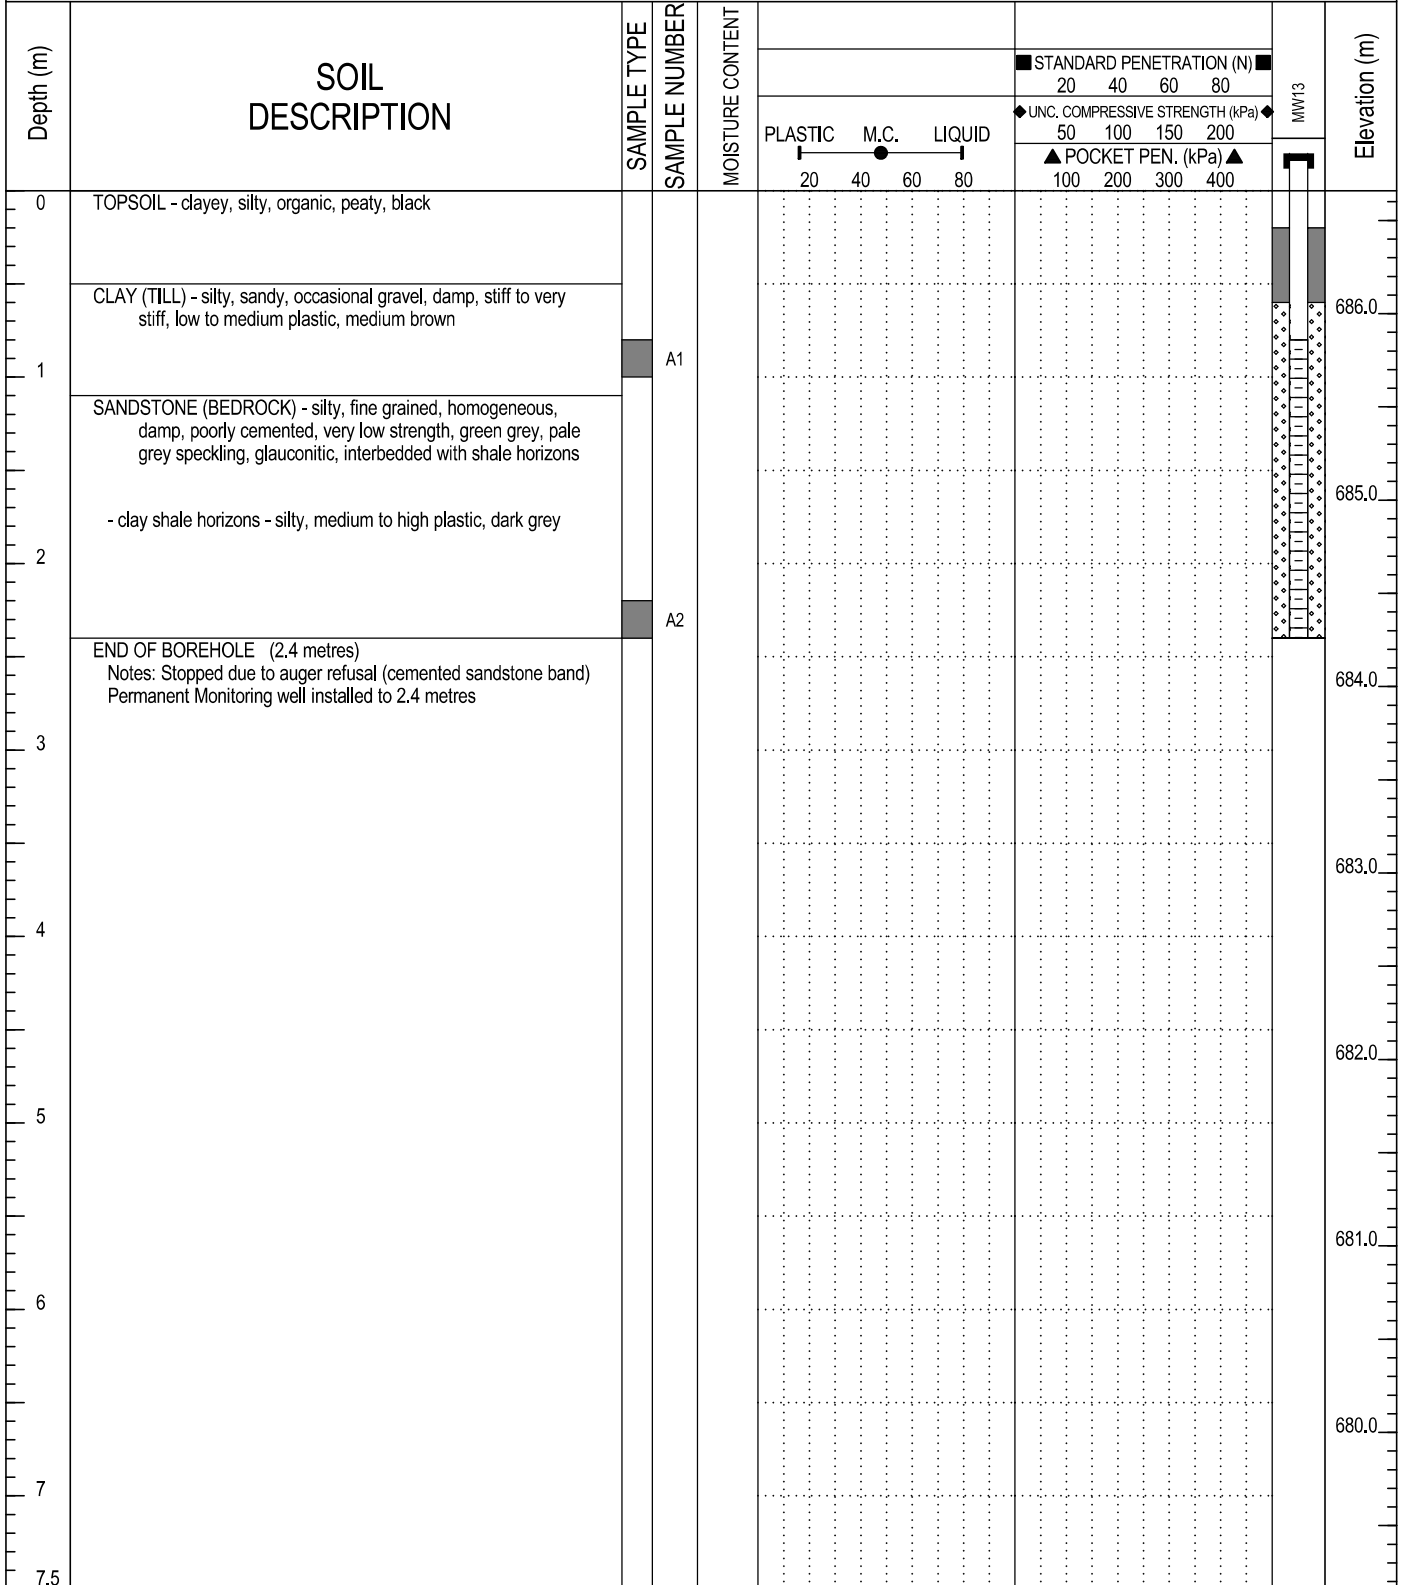 Depth (m)
SOIL
DESCRIPTION
SAMPLE TYPE
SAMPLE NUMBER
MOISTURE CONTENT
PLASTIC M.C. LIQUID
20 40 60 80
STANDARD PENETRATION (N)
20 40 60 80
UNC. COMPRESSIVE STRENGTH (kPa)
50 100 150 200
POCKET PEN. (kPa)
100 200 300 400
MW13
Elevation (m)
0
TOPSOIL - clayey, silty, organic, peaty, black
CLAY (TILL) - silty, sandy, occasional gravel, damp, stiff to very
stiff, low to medium plastic, medium brown
686.0
A1
1
SANDSTONE (BEDROCK) - silty, fine grained, homogeneous,
damp, poorly cemented, very low strength, green grey, pale
grey speckling, glauconitic, interbedded with shale horizons
685.0
- clay shale horizons - silty, medium to high plastic, dark grey
2
A2
END OF BOREHOLE (2.4 metres)
Notes: Stopped due to auger refusal (cemented sandstone band)
Permanent Monitoring well installed to 2.4 metres
684.0
3
683.0
4
682.0
5
681.0
6
680.0
7
7.5